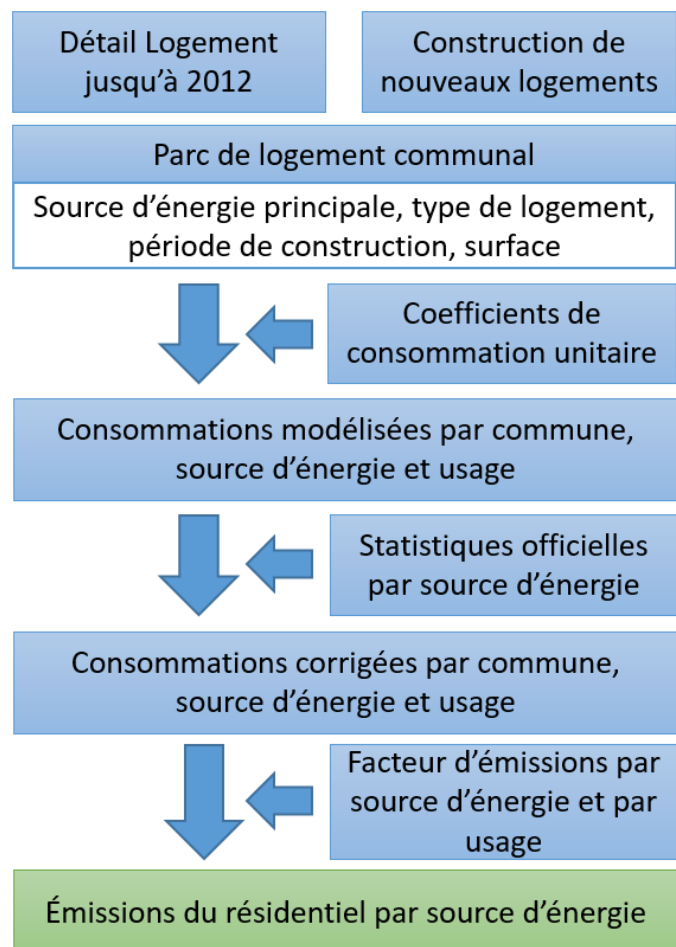 Détail Logement
jusqu’à 2012
Construction de
nouveaux logements
Parc de logement communal
Source d’énergie principale, type de logement,
période de construction, surface
Coefficients de
consommation unitaire
Consommations modélisées par commune,
source d’énergie et usage
Statistiques officielles
par source d’énergie
Consommations corrigées par commune,
source d’énergie et usage
Facteur d’émissions par
source d’énergie et par
usage
Émissions du résidentiel par source d’énergie